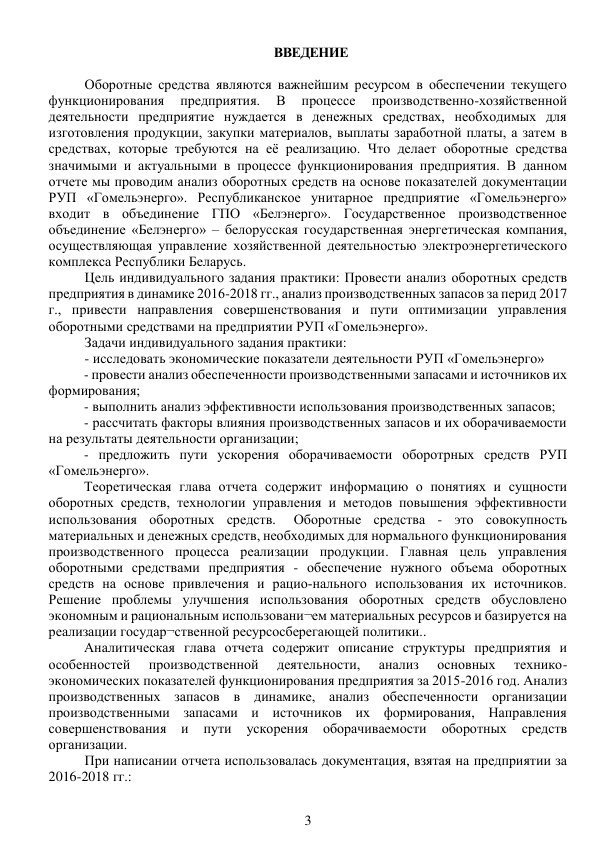 ВВЕДЕНИЕ
Оборотные средства являются важнейшим ресурсом в обеспечении текущего
функционирования предприятия. В процессе производственно-хозяйственной
деятельности предприятие нуждается в денежных средствах, необходимых для
изготовления продукции, закупки материалов, выплаты заработной платы, а затем в
средствах, которые требуются на её реализацию. Что делает оборотные средства
значимыми и актуальными в процессе функционирования предприятия. В данном
отчете мы проводим анализ оборотных средств на основе показателей документации
РУП «Гомельэнерго». Республиканское унитарное предприятие «Гомельэнерго»
входит в объединение ГПО «Белэнерго». Государственное производственное
объединение «Белэнерго» – белорусская государственная энергетическая компания,
осуществляющая управление хозяйственной деятельностью электроэнергетического
комплекса Республики Беларусь.
Цель индивидуального задания практики: Провести анализ оборотных средств
предприятия в динамике 2016-2018 гг., анализ производственных запасов за перид 2017
г., привести направления совершенствования и пути оптимизации управления
оборотными средствами на предприятии РУП «Гомельэнерго».
Задачи индивидуального задания практики:
- исследовать экономические показатели деятельности РУП «Гомельэнерго»
- провести анализ обеспеченности производственными запасами и источников их
формирования;
- выполнить анализ эффективности использования производственных запасов;
- рассчитать факторы влияния производственных запасов и их оборачиваемости
на результаты деятельности организации;
- предложить пути ускорения оборачиваемости оборотрных средств РУП
«Гомельэнерго».
Теоретическая глава отчета содержит информацию о понятиях и сущности
оборотных средств, технологии управления и методов повышения эффективности
использования оборотных средств. Оборотные средства - это совокупность
материальных и денежных средств, необходимых для нормального функционирования
производственного процесса реализации продукции. Главная цель управления
оборотными средствами предприятия - обеспечение нужного объема оборотных
средств на основе привлечения и рацио-нального использования их источников.
Решение проблемы улучшения использования оборотных средств обусловлено
экономным и рациональным использовани¬ем материальных ресурсов и базируется на
реализации государ¬ственной ресурсосберегающей политики..
Аналитическая глава отчета содержит описание структуры предприятия и
особенностей производственной деятельности, анализ основных технико-
экономических показателей функционирования предприятия за 2015-2016 год. Анализ
производственных запасов в динамике, анализ обеспеченности организации
производственными запасами и источников их формирования, Направления
совершенствования и пути ускорения оборачиваемости оборотных средств
организации.
При написании отчета использовалась документация, взятая на предприятии за
2016-2018 гг.:
3